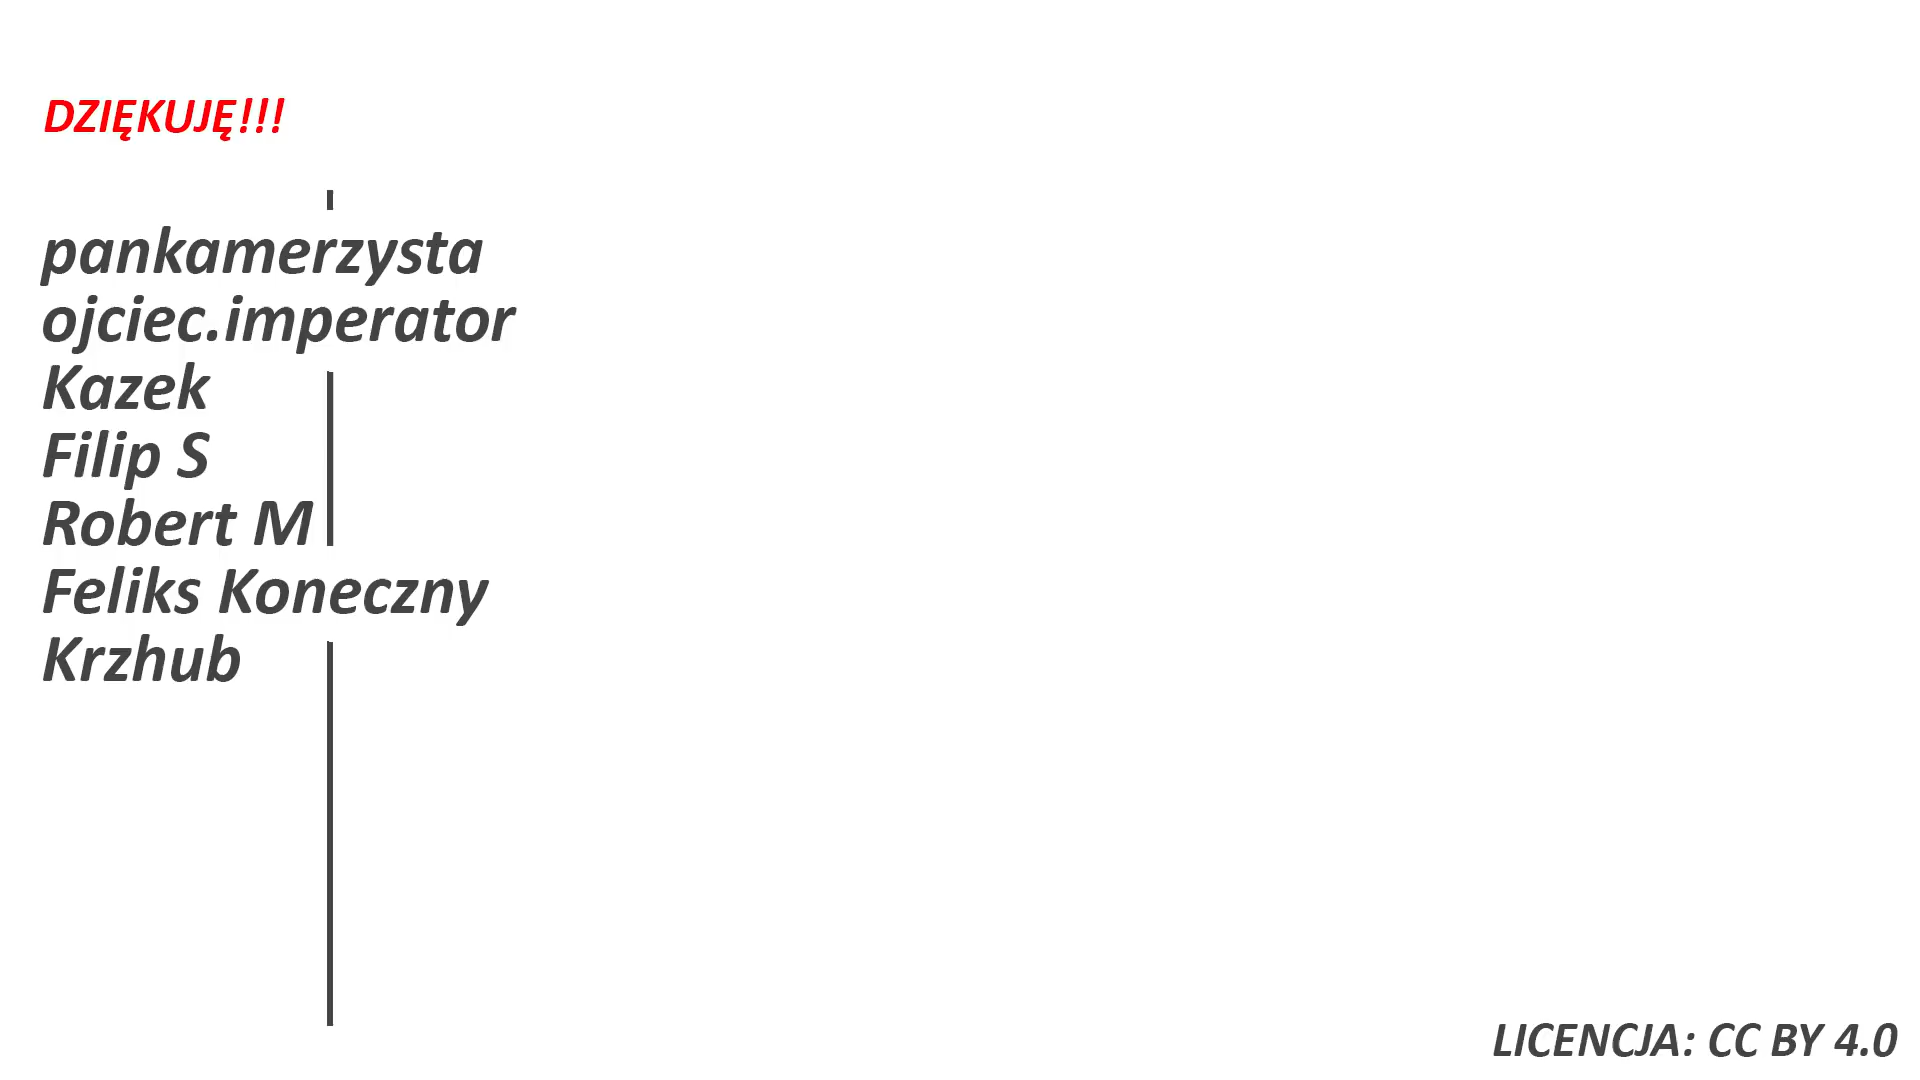 DZIĘKUJĘ!!!
pankamerzysta
ojciec.imperator
Kazek
Filip S
Robert M
Feliks Koneczny
Krzhub
LICENCJA: CC BY 4.0